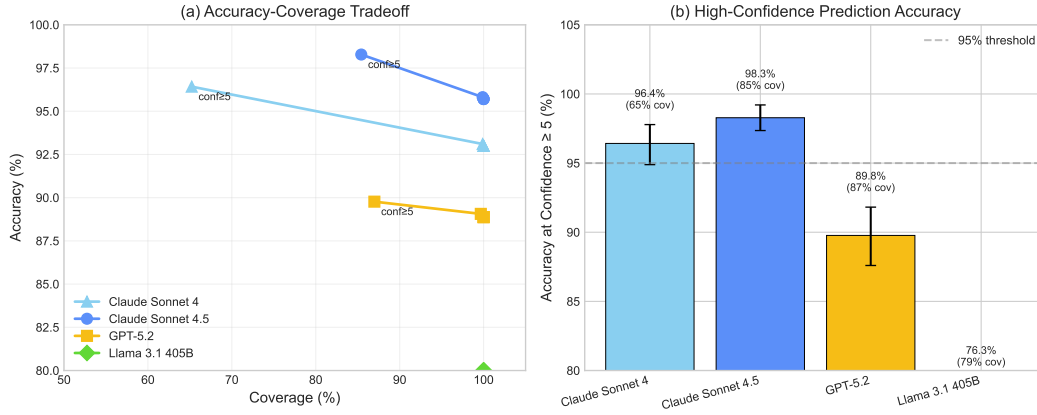 (a) Accuracy-Coverage Tradeoff
100.0
97.5
95.0
92.5
90.0
87.5
85.0
82.5
80.0
Accuracy (%)
conf≥5
conf≥5
conf≥5
Claude Sonnet 4
Claude Sonnet 4.5
GPT-5.2
Llama 3.1 405B
50
60
70
80
90
100
Coverage (%)
(b) High-Confidence Prediction Accuracy
105
100
95
90
85
80
Accuracy at Confidence ≥ 5 (%)
95% threshold
96.4%
(65% cov)
98.3%
(85% cov)
89.8%
(87% cov)
76.3%
(79% cov)
Claude Sonnet 4
Claude Sonnet 4.5
GPT-5.2
Llama 3.1 405B